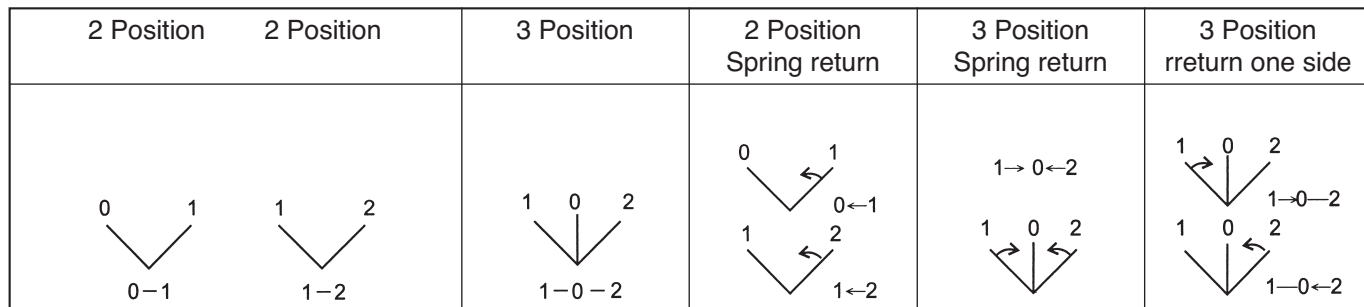 2 Position 2 Position
3 Position
2 Position
Spring return
3 Position
Spring return
3 Position
rreturn one side
0 1
0−1
1 2
1−2
1 0 2
1−0−2
0 1
0←1
1 2
1←2
1→ 0←2
1 0 2
1 0 2
1→0—2
1 0 2
1—0←2